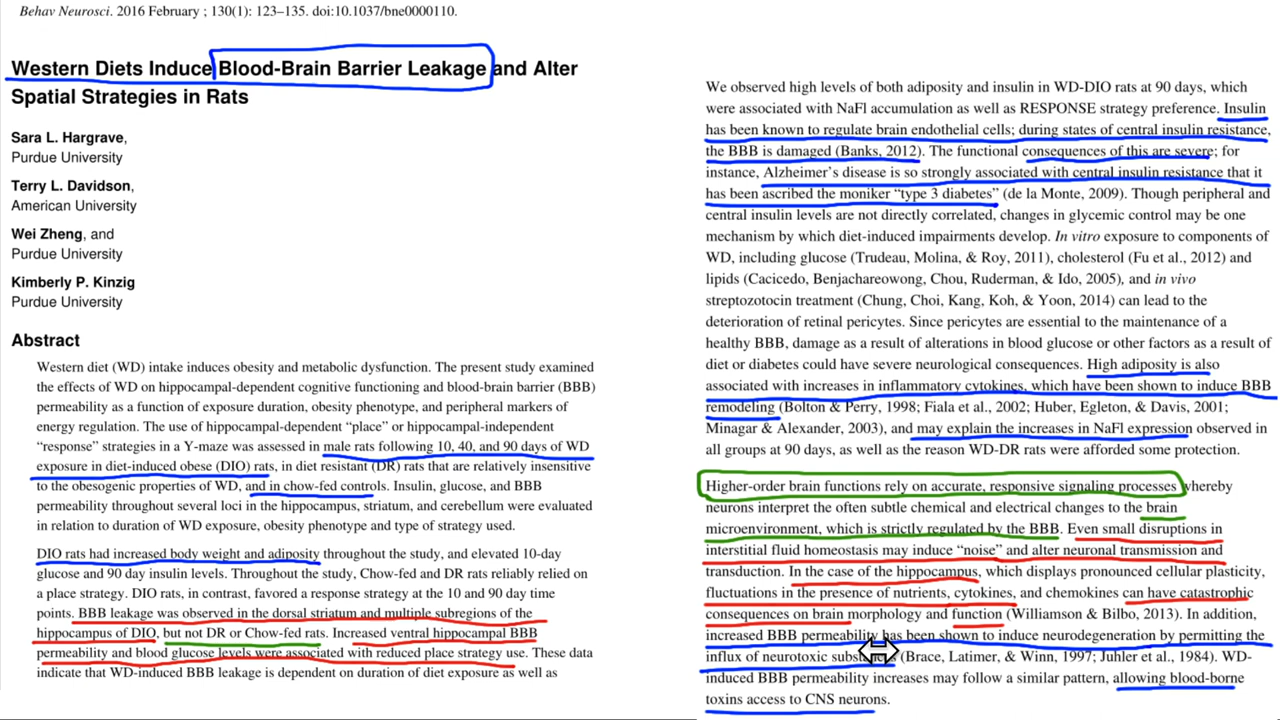 Behav Neurosci. 2016 February ; 130(1): 123–135. doi:10.1037/bne0000110.
Western Diets Induce Blood-Brain Barrier Leakage and Alter
Spatial Strategies in Rats
Sara L. Hargrave,
Purdue University
Terry L. Davidson,
American University
Wei Zheng, and
Purdue University
Kimberly P. Kinzig
Purdue University
Abstract
Western diet (WD) intake induces obesity and metabolic dysfunction. The present study examined
the effects of WD on hippocampal-dependent cognitive functioning and blood-brain barrier (BBB)
permeability as a function of exposure duration, obesity phenotype, and peripheral markers of
energy regulation. The use of hippocampal-dependent “place” or hippocampal-independent
“response” strategies in a Y-maze was assessed in male rats following 10, 40, and 90 days of WD
exposure in diet-induced obese (DIO) rats, in diet resistant (DR) rats that are relatively insensitive
to the obesogenic properties of WD, and in chow-fed controls. Insulin, glucose, and BBB
permeability throughout several loci in the hippocampus, striatum, and cerebellum were evaluated
in relation to duration of WD exposure, obesity phenotype and type of strategy used.
DIO rats had increased body weight and adiposity throughout the study, and elevated 10-day
glucose and 90 day insulin levels. Throughout the study, Chow-fed and DR rats reliably relied on
a place strategy. DIO rats, in contrast, favored a response strategy at the 10 and 90 day time
points. BBB leakage was observed in the dorsal striatum and multiple subregions of the
hippocampus of DIO, but not DR or Chow-fed rats. Increased ventral hippocampal BBB
permeability and blood glucose levels were associated with reduced place strategy use. These data
indicate that WD-induced BBB leakage is dependent on duration of diet exposure as well as
We observed high levels of both adiposity and insulin in WD-DIO rats at 90 days, which
were associated with NaFl accumulation as well as RESPONSE strategy preference. Insulin
has been known to regulate brain endothelial cells; during states of central insulin resistance,
the BBB is damaged (Banks, 2012). The functional consequences of this are severe; for
instance, Alzheimer’s disease is so strongly associated with central insulin resistance that it
has been ascribed the moniker “type 3 diabetes” (de la Monte, 2009). Though peripheral and
central insulin levels are not directly correlated, changes in glycemic control may be one
mechanism by which diet-induced impairments develop. In vitro exposure to components of
WD, including glucose (Trudeau, Molina, & Roy, 2011), cholesterol (Fu et al., 2012) and
lipids (Cacicedo, Benjachareowong, Chou, Ruderman, & Ido, 2005), and in vivo
streptozotocin treatment (Chung, Choi, Kang, Koh, & Yoon, 2014) can lead to the
deterioration of retinal pericytes. Since pericytes are essential to the maintenance of a
healthy BBB, damage as a result of alterations in blood glucose or other factors as a result of
diet or diabetes could have severe neurological consequences. High adiposity is also
associated with increases in inflammatory cytokines, which have been shown to induce BBB
remodeling (Bolton & Perry, 1998; Fiala et al., 2002; Huber, Egleton, & Davis, 2001;
Minagar & Alexander, 2003), and may explain the increases in NaFl expression observed in
all groups at 90 days, as well as the reason WD-DR rats were afforded some protection.
Higher-order brain functions rely on accurate, responsive signaling processes whereby
neurons interpret the often subtle chemical and electrical changes to the brain
microenvironment, which is strictly regulated by the BBB. Even small disruptions in
interstitial fluid homeostasis may induce “noise” and alter neuronal transmission and
transduction. In the case of the hippocampus, which displays pronounced cellular plasticity,
fluctuations in the presence of nutrients, cytokines, and chemokines can have catastrophic
consequences on brain morphology and function (Williamson & Bilbo, 2013). In addition,
increased BBB permeability has been shown to induce neurodegeneration by permitting the
influx of neurotoxic (Brace, Latimer, & Winn, 1997; Juhler et al., 1984). WD-
induced BBB permeability increases may follow a similar pattern, allowing blood-borne
toxins access to CNS neurons.